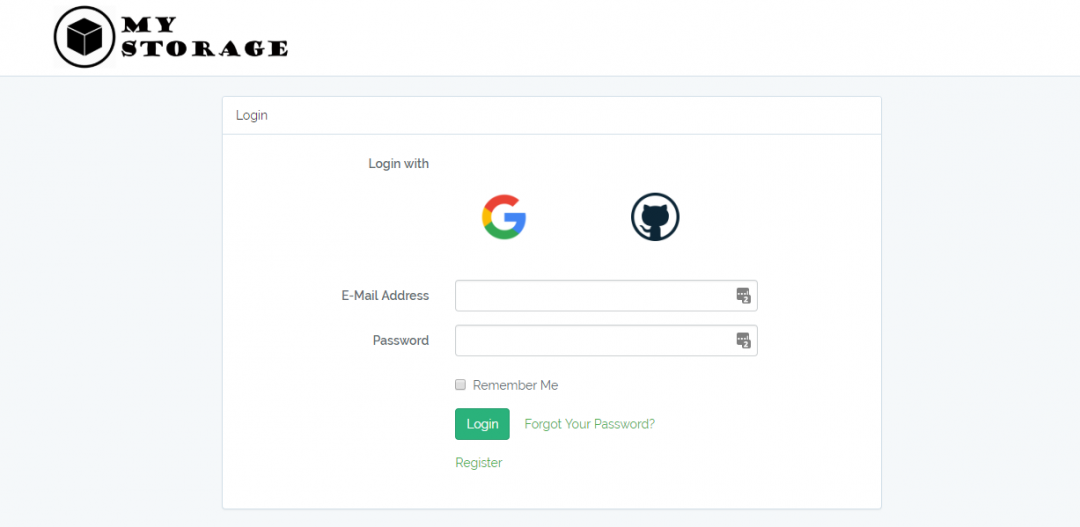 MY
STORAGE
Login
Login with
E-Mail Address
Password
Remember Me
Login Forgot Your Password?
Register